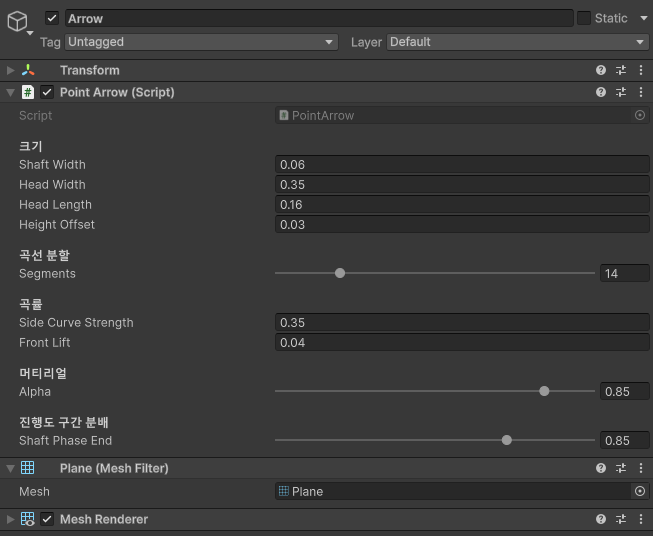 Arrow
Static
Tag Untagged Layer Default
Transform
# Point Arrow (Script)
Script PointArrow
크기
Shaft Width 0.06
Head Width 0.35
Head Length 0.16
Height Offset 0.03
곡선 분할
Segments 14
곡률
Side Curve Strength 0.35
Front Lift 0.04
머티리얼
Alpha 0.85
진행도 구간 분배
Shaft Phase End 0.85
Plane (Mesh Filter)
Mesh Plane
Mesh Renderer